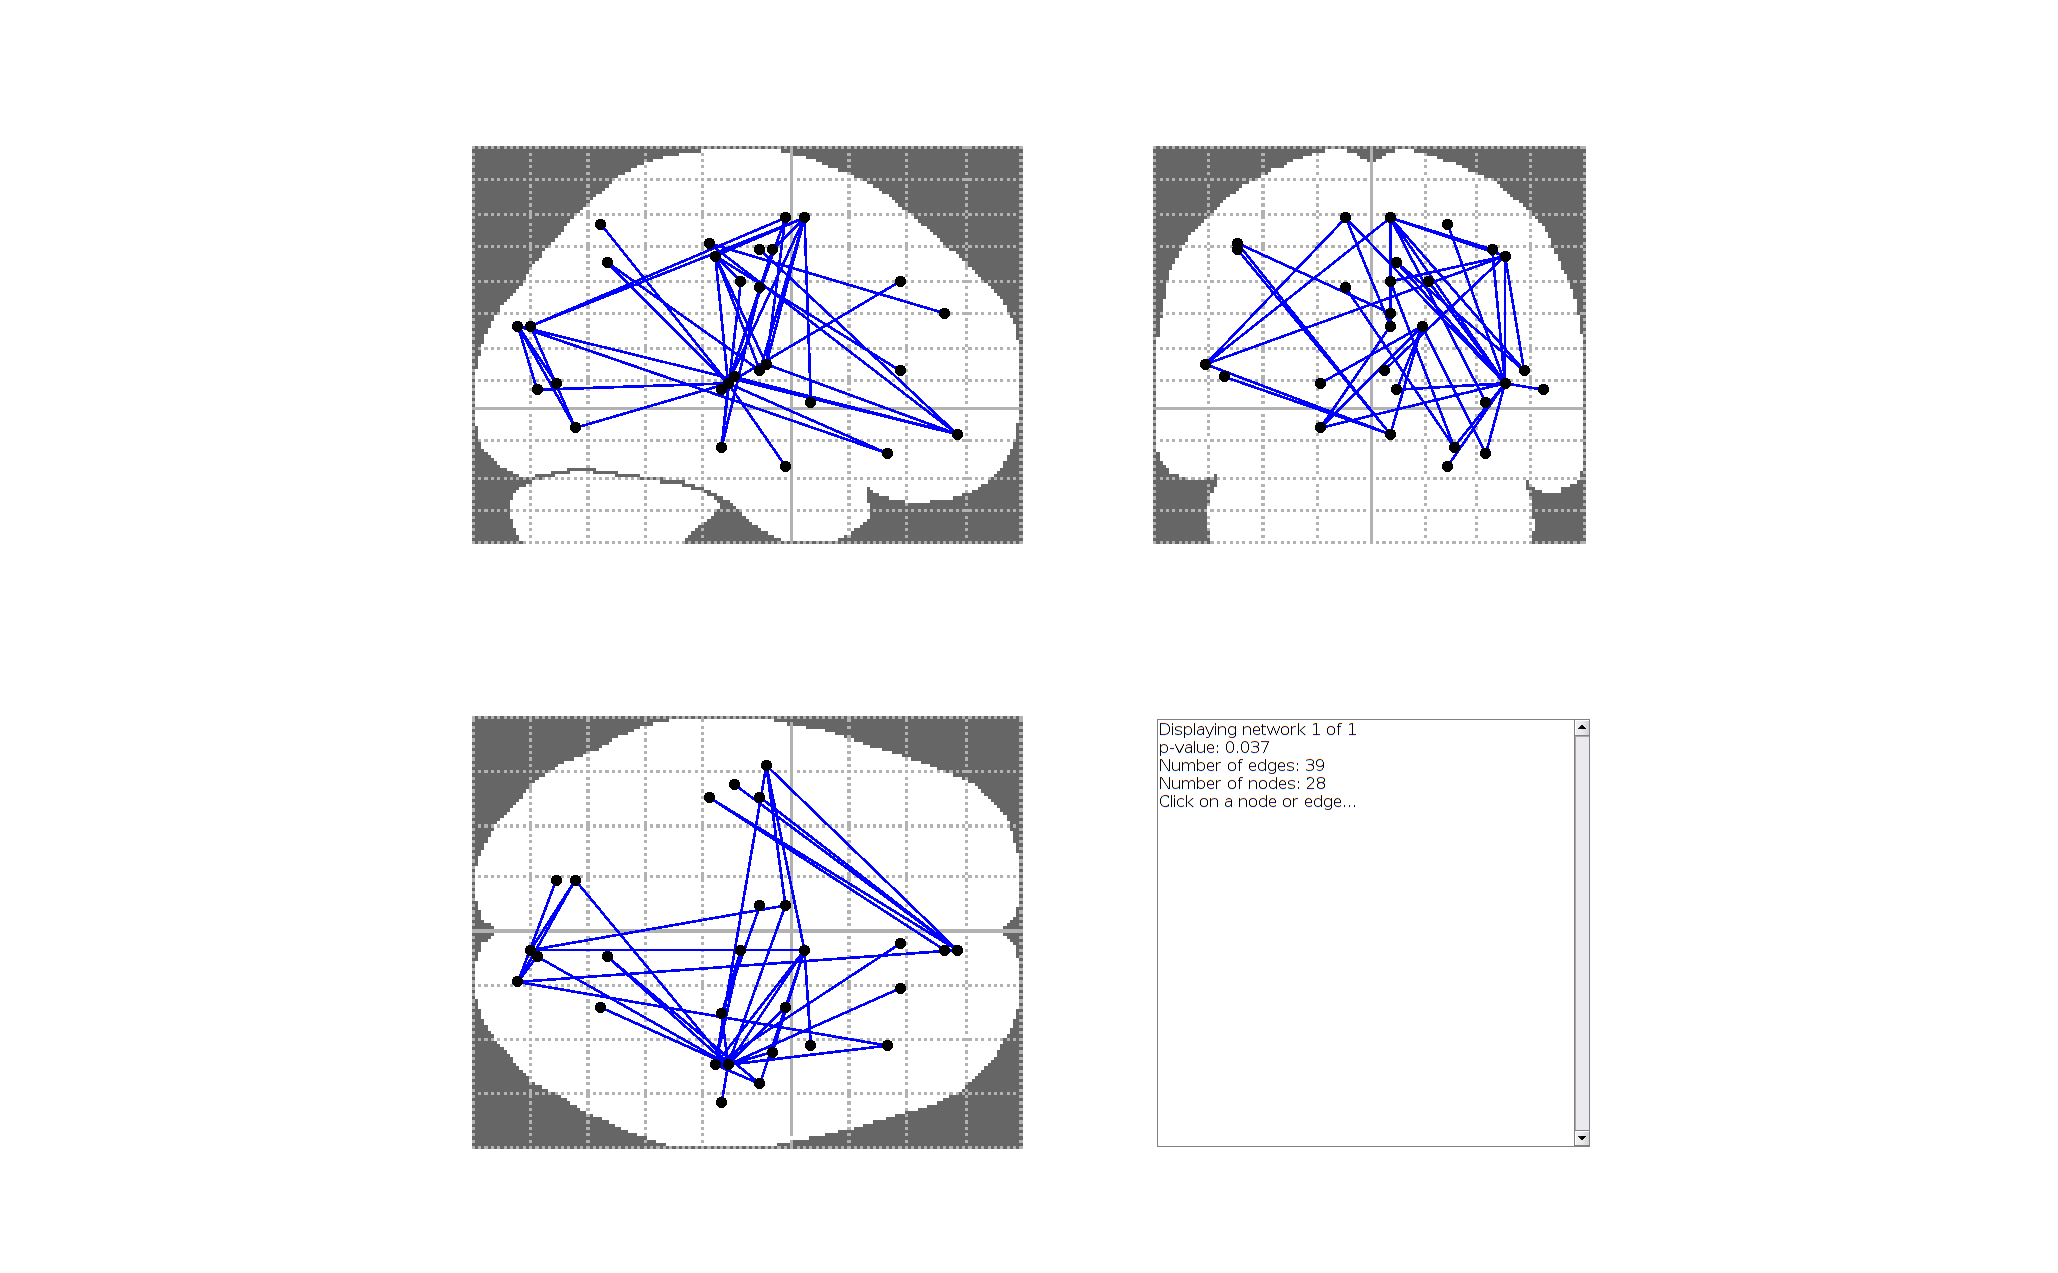 Displaying network 1 of 1
p-value: 0.037
Number of edges: 39
Number of nodes: 28
Click on a node or edge...